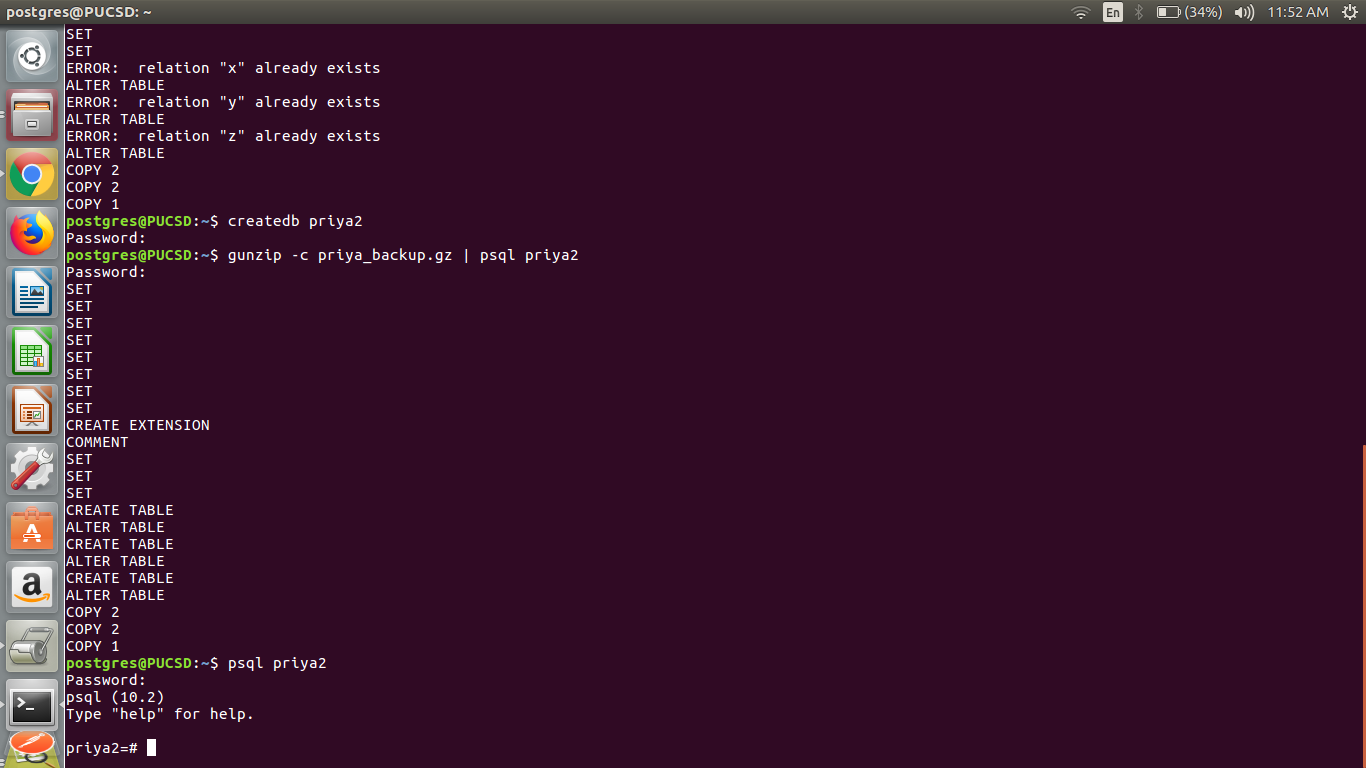 postgres@PUCSD: ~
En
(34%)
11:52 AM
SET
SET
ERROR:  relation "x" already exists
ALTER TABLE
ERROR:  relation "y" already exists
ALTER TABLE
ERROR:  relation "z" already exists
ALTER TABLE
COPY 2
COPY 2
COPY 1
postgres@PUCSD:~$ createdb priya2
Password:
postgres@PUCSD:~$ gunzip -c priya_backup.gz | psql priya2
Password:
SET
SET
SET
SET
SET
SET
SET
SET
CREATE EXTENSION
COMMENT
SET
SET
SET
CREATE TABLE
ALTER TABLE
CREATE TABLE
ALTER TABLE
CREATE TABLE
ALTER TABLE
COPY 2
COPY 2
COPY 1
postgres@PUCSD:~$ psql priya2
Password:
psql (10.2)
Type "help" for help.
priya2=#